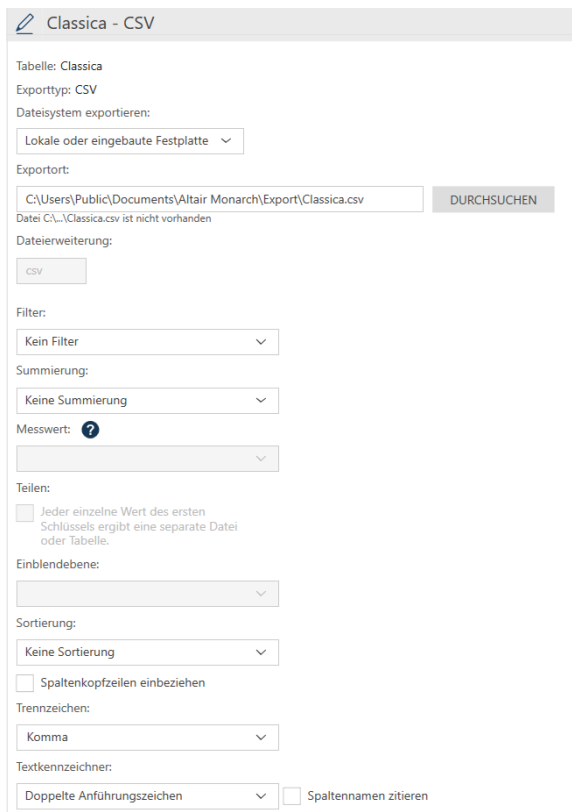 Classica - CSV
Tabelle: Classica
Exporttyp: CSV
Dateisystem exportieren:
Lokale oder eingebaute Festplatte
Exportort:
C:\Users\Public\Documents\Altair Monarch\Export\Classica.csv DURCHSUCHEN
Datei C:\...\Classica.csv ist nicht vorhanden
Dateierweiterung:
csv
Filter:
Kein Filter
Summierung:
Keine Summierung
Messwert: ?
Teilen:
Jeder einzelne Wert des ersten
Schlüssels ergibt eine separate Datei
oder Tabelle.
Einblendebene:
Sortierung:
Keine Sortierung
Spaltenkopfzeilen einbeziehen
Trennzeichen:
Komma
Textkennzeichner:
Doppelte Anführungszeichen Spaltennamen zitieren